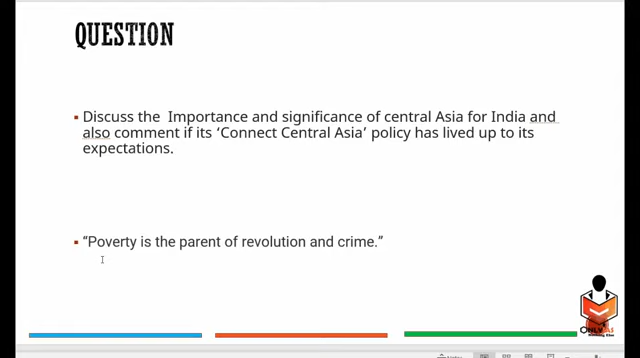 QUESTION
Discuss the Importance and significance of central Asia for India and
also comment if its ‘Connect Central Asia’ policy has lived up to its
expectations.
“Poverty is the parent of revolution and crime.”